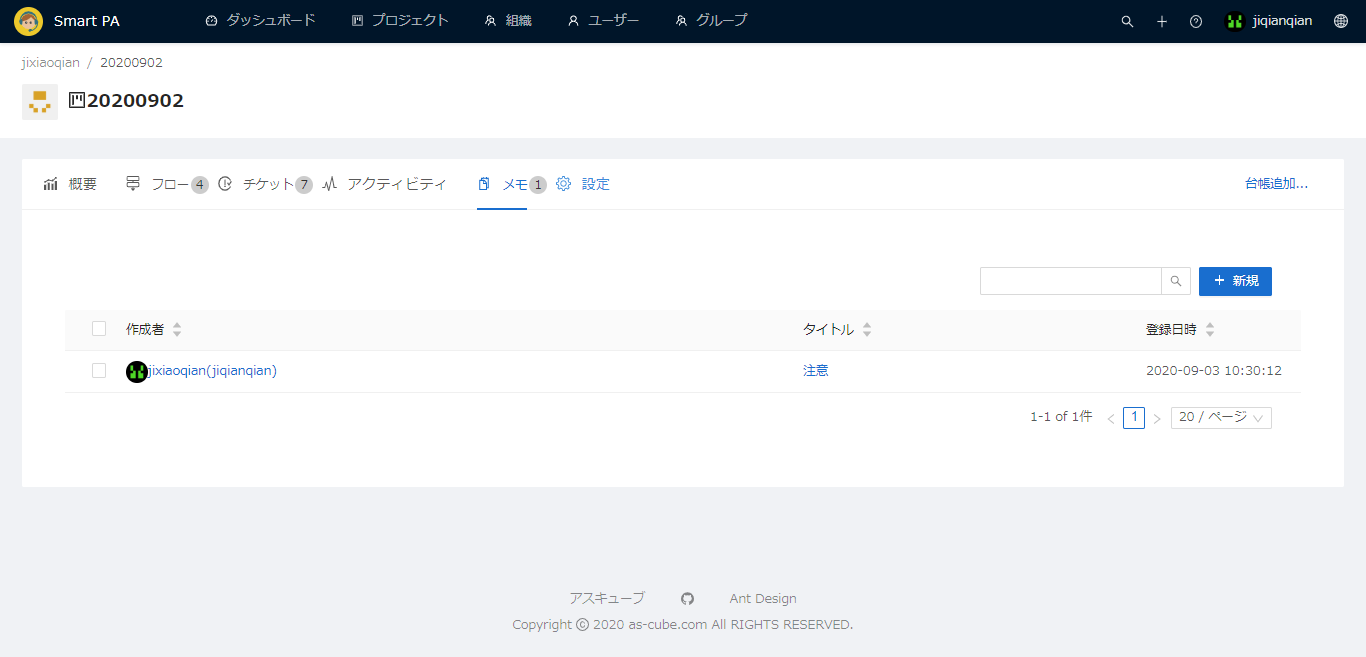 Smart PA ダッシュボード プロジェクト 組織 ユーザー グループ jiqianqian
jixiaoqian / 20200902
20200902
概要 フロー 4 チケット 7 アクティビティ メモ 1 設定 台帳追加...
+ 新規
作成者 タイトル 登録日時
jixiaoqian(jiqianqian) 注意 2020-09-03 10:30:12
1-1 of 1件 < 1 > 20 / ページ
アスキューブ Ant Design
Copyright © 2020 as-cube.com All RIGHTS RESERVED.